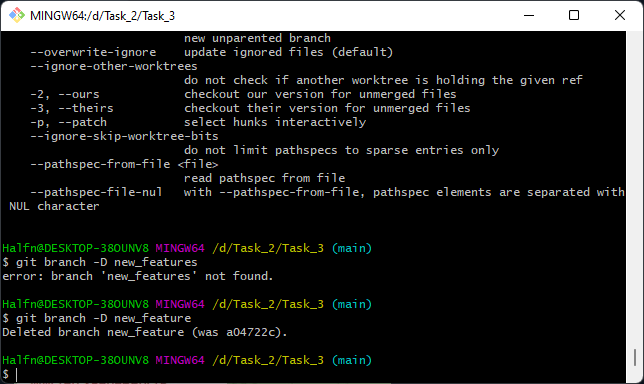 MINGW64:/d/Task_2/Task_3
new unparented branch
--overwrite-ignore    update ignored files (default)
--ignore-other-worktrees
do not check if another worktree is holding the given ref
-2, --ours            checkout our version for unmerged files
-3, --theirs          checkout their version for unmerged files
-p, --patch           select hunks interactively
--ignore-skip-worktree-bits
do not limit pathspecs to sparse entries only
--pathspec-from-file <file>
read pathspec from file
--pathspec-file-nul   with --pathspec-from-file, pathspec elements are separated with
NUL character
Halfn@DESKTOP-38OUNV8 MINGW64 /d/Task_2/Task_3 (main)
$ git branch -D new_features
error: branch 'new_features' not found.
Halfn@DESKTOP-38OUNV8 MINGW64 /d/Task_2/Task_3 (main)
$ git branch -D new_feature
Deleted branch new_feature (was a04722c).
Halfn@DESKTOP-38OUNV8 MINGW64 /d/Task_2/Task_3 (main)
$